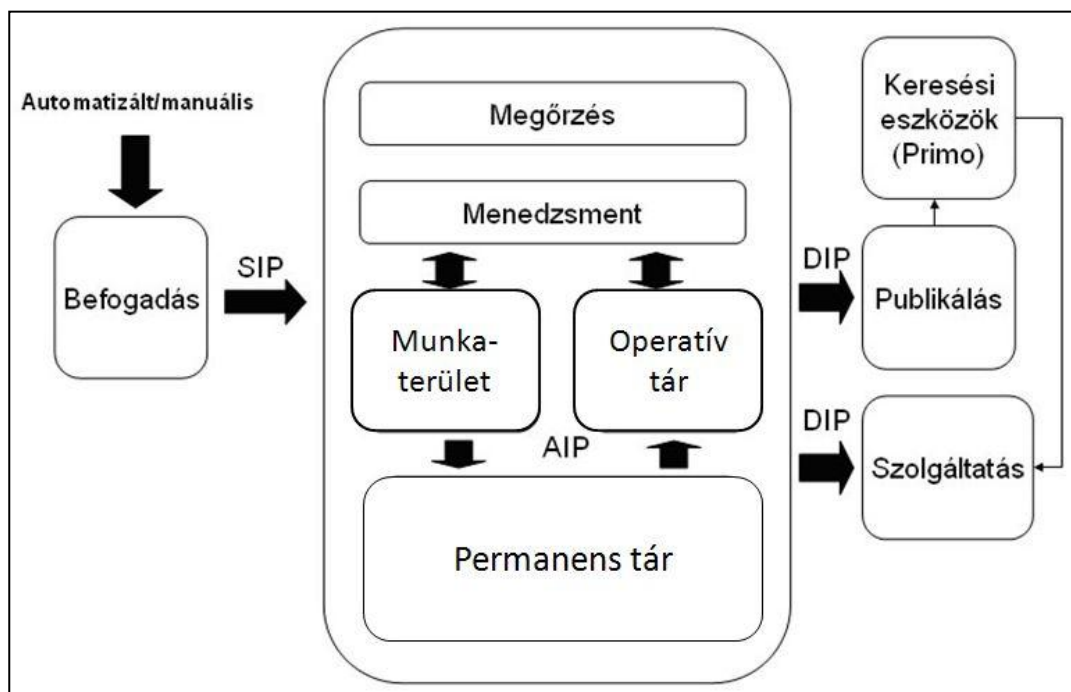 Automatizált/manuális
Befogadás
SIP
Megőrzés
Menedzsment
Munka-
terület
Operatív
tár
AIP
Permanens tár
DIP
Publikálás
Keresési
eszközök
(Primo)
DIP
Szolgáltatás